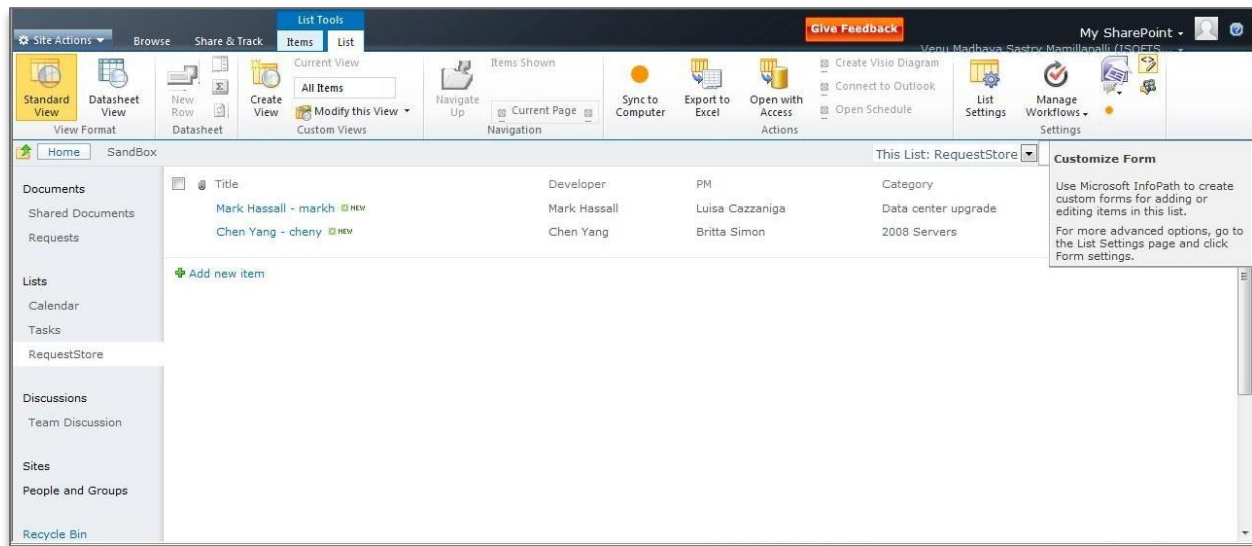 List Tools
Site Actions Browse Share & Track Items List Give Feedback My SharePoint
Venu Madhava Sastry Mamillanalli (ISOFTS...
Standard View
Datasheet View
View Format
New Row
Datasheet
Create View
Current View
All Items
Modify this View
Custom Views
Navigate Up
Items Shown
Current Page
Navigation
Sync to Computer
Export to Excel
Open with Access
Create Visio Diagram
Connect to Outlook
Open Schedule
Actions
List Settings
Manage Workflows
Settings
Home SandBox This List: RequestStore
Customize Form
Use Microsoft InfoPath to create
custom forms for adding or
editing items in this list.
For more advanced options, go to
the List Settings page and click
Form settings.
Documents
Shared Documents
Requests
Lists
Calendar
Tasks
RequestStore
Discussions
Team Discussion
Sites
People and Groups
Recycle Bin
Title Developer PM Category
Mark Hassall - markh NEW Mark Hassall Luisa Cazzaniga Data center upgrade
Chen Yang - cheny NEW Chen Yang Britta Simon 2008 Servers
Add new item